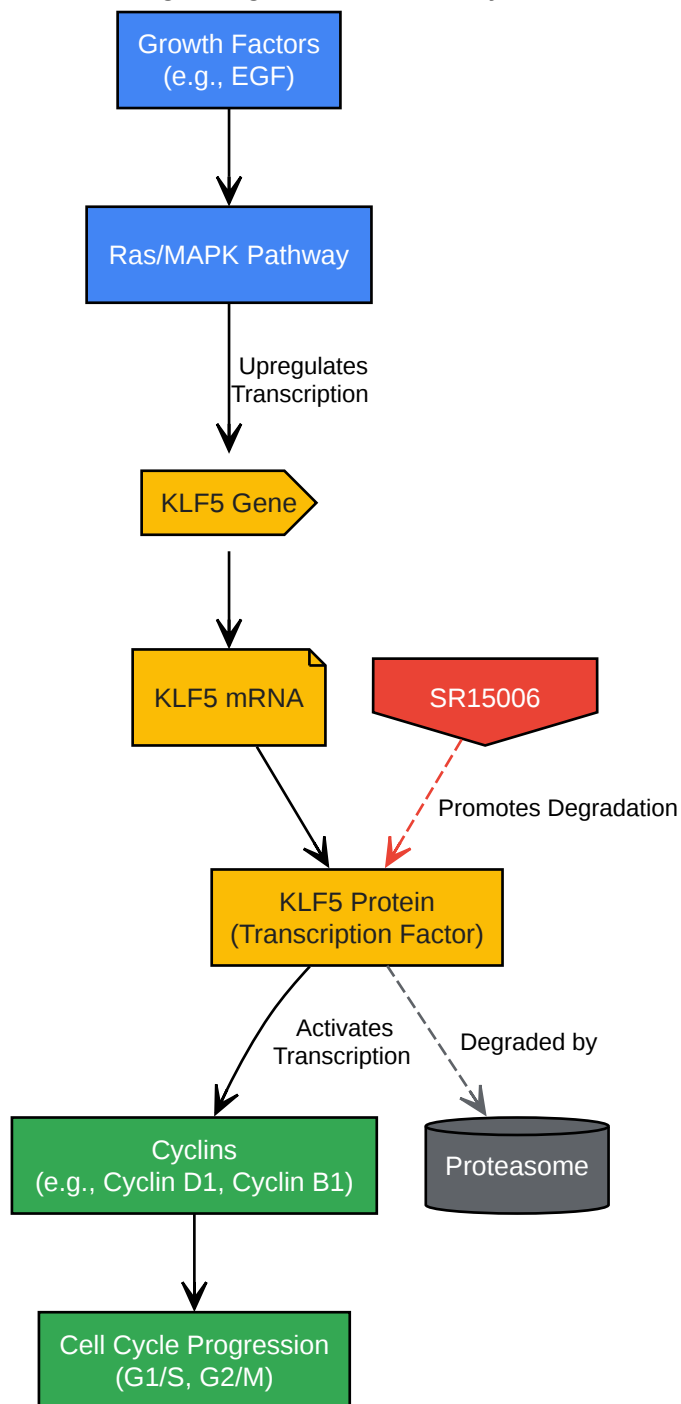 Growth Factors
(e.g., EGF)
Ras/MAPK Pathway
Upregulates
Transcription
KLF5 Gene
KLF5 mRNA
SR15006
Promotes Degradation
KLF5 Protein
(Transcription Factor)
Activates
Transcription
Degraded by
Cyclins
(e.g., Cyclin D1, Cyclin B1)
Proteasome
Cell Cycle Progression
(G1/S, G2/M)